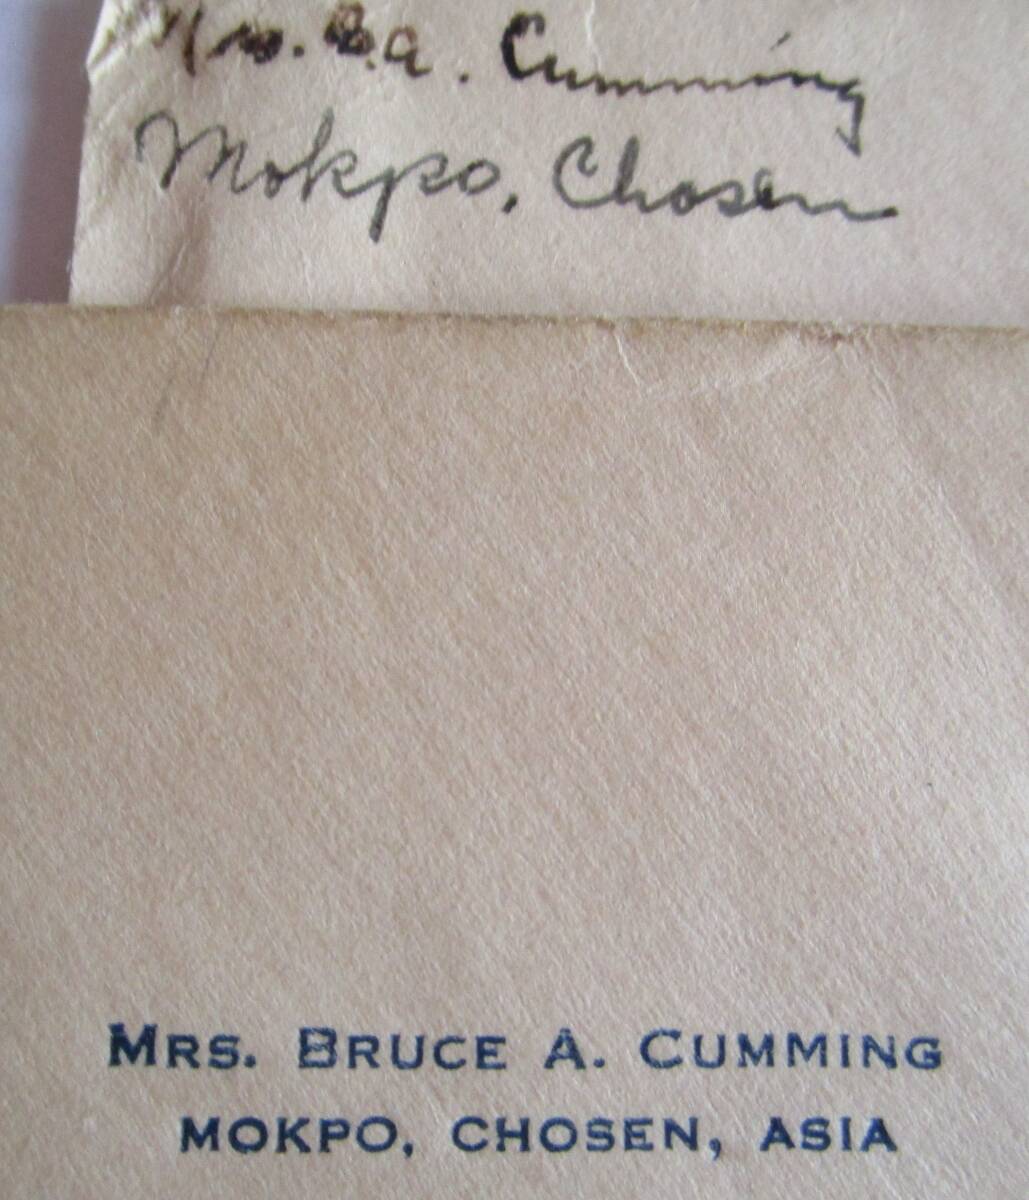 Mrs. B.A. Cumming
Mokpo, Chosen
MRS. BRUCE A. CUMMING
MOKPO, CHOSEN, ASIA